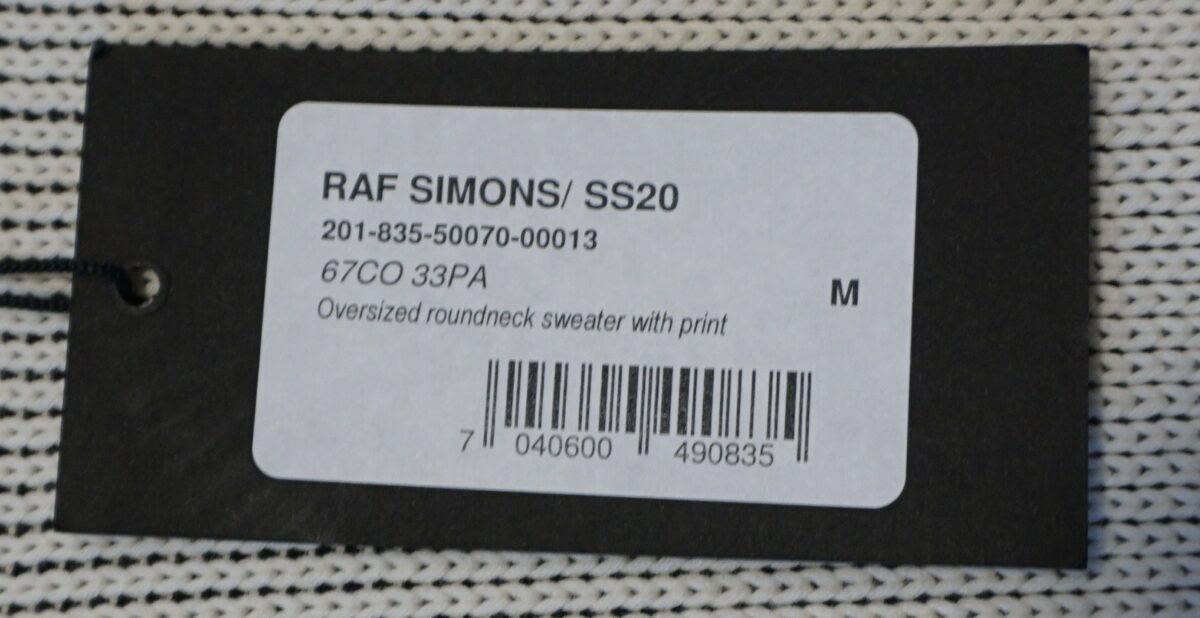 RAF SIMONS/ SS20
201-835-50070-00013
67CO 33PA
M
Oversized roundneck sweater with print
7 040600 490835